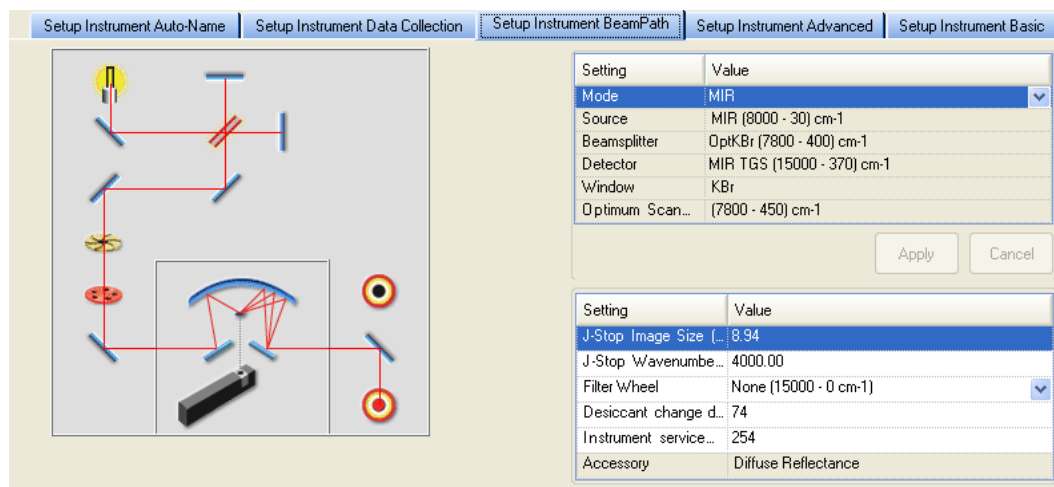 Setup Instrument Auto-Name Setup Instrument Data Collection Setup Instrument BeamPath Setup Instrument Advanced Setup Instrument Basic
Setting Value
Mode MIR
Source MIR (8000 - 30) cm-1
Beamsplitter OptKBr (7800 - 400) cm-1
Detector MIR TGS (15000 - 370) cm-1
Window KBr
Optimum Scan... (7800 - 450) cm-1
Apply Cancel
Setting Value
J-Stop Image Size (... 8.94
J-Stop Wavenumbe... 4000.00
Filter Wheel None (15000 - 0 cm-1)
Desiccant change d... 74
Instrument service... 254
Accessory Diffuse Reflectance